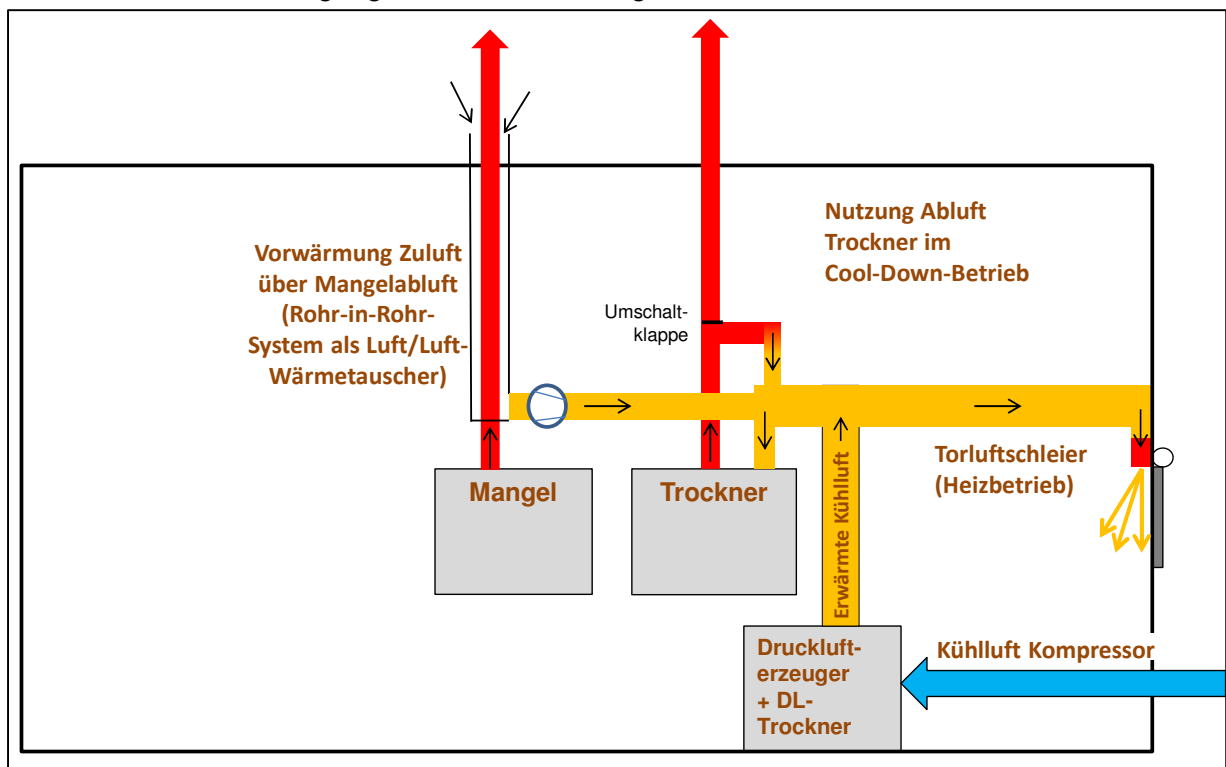 Nutzung Abluft
Trockner im
Cool-Down-Betrieb
Vorwärmung Zuluft
über Mangelabluft
(Rohr-in-Rohr-
System als Luft/Luft-
Wärmetauscher)
Umschalt-
klappe
Torluftschleier
(Heizbetrieb)
Mangel
Trockner
Erwärmte Kühlluft
Druckluft-
erzeuger
+ DL-
Trockner
Kühlluft Kompressor